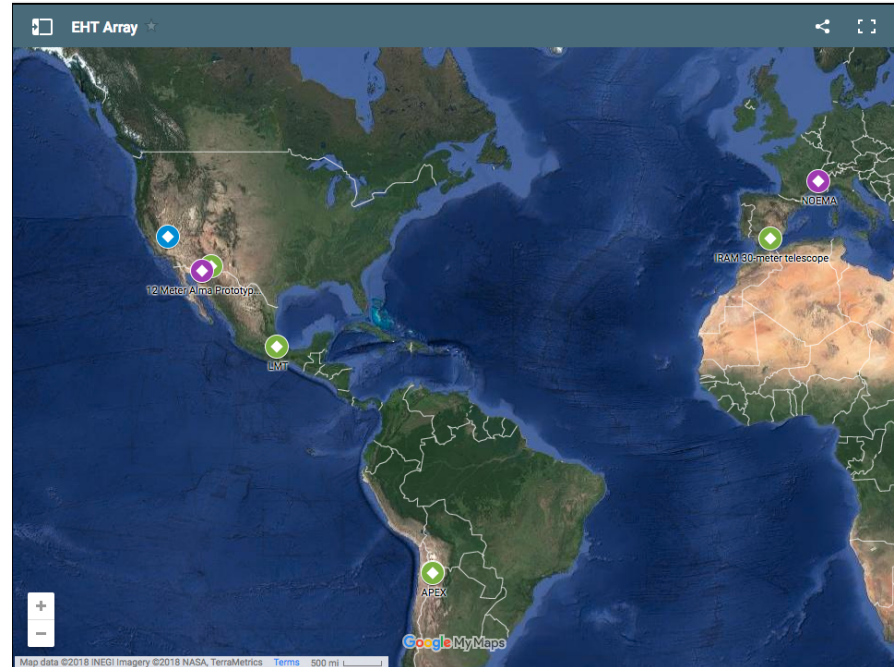 EHT Array
NOEMA
IRAM 30-meter telescope
12 Meter Alma Prototyp...
LMT
APEX
Google My Maps
Map data ©2018 INEGI Imagery ©2018 NASA, TerraMetrics Terms 500 mi